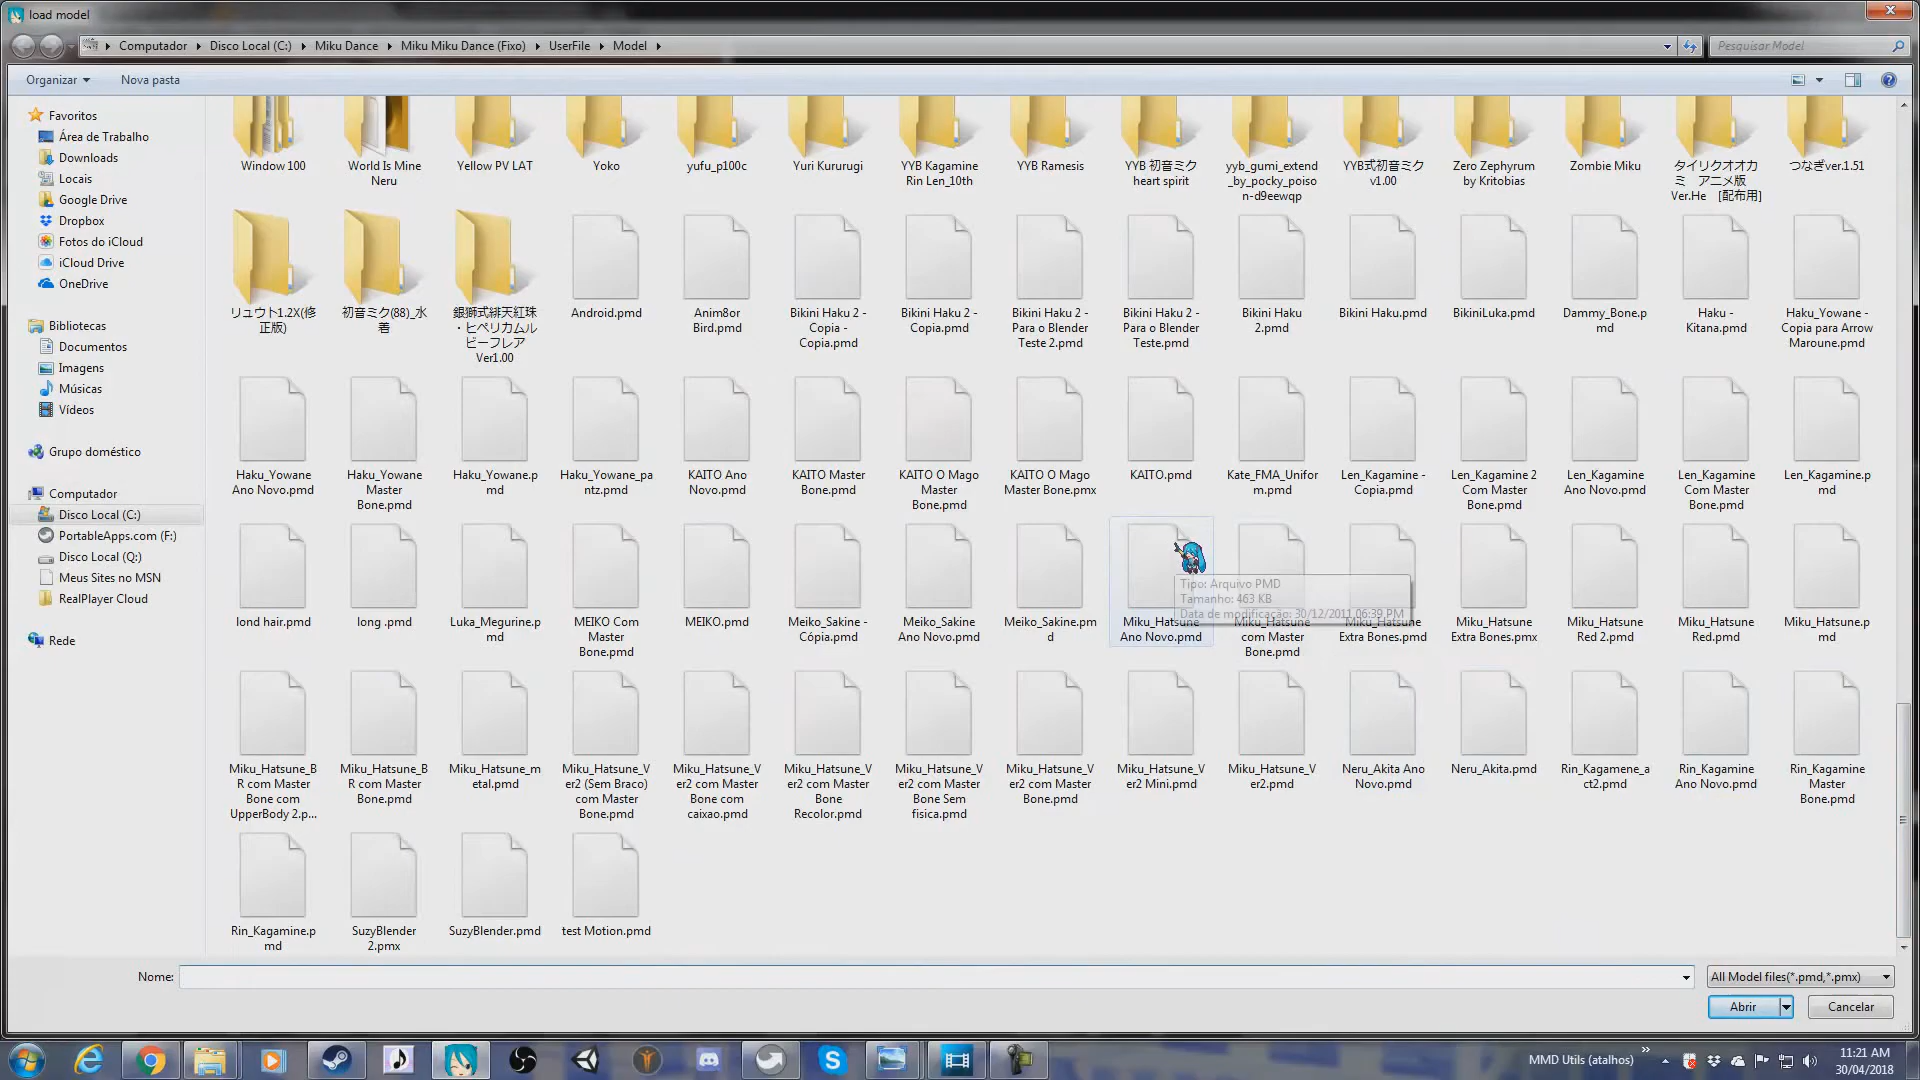 load model
Computador
Disco Local (C:)
Miku Dance
Miku Miku Dance (Fixo)
UserFile
Model
Pesquisar Model
Organizar
Nova pasta
Favoritos
Área de Trabalho
Downloads
Locais
Google Drive
Dropbox
Fotos do iCloud
iCloud Drive
OneDrive
Bibliotecas
Documentos
Imagens
Músicas
Vídeos
Grupo doméstico
Computador
Disco Local (C:)
PortableApps.com (F:)
Disco Local (Q:)
Meus Sites no MSN
RealPlayer Cloud
Rede
Window 100
World Is Mine
Neru
Yellow PV LAT
Yoko
yufu_p100c
Yuri Kururugi
YYB Kagamine
Rin Len_10th
YYB Ramesis
YYB 初音ミク
heart spirit
yyb_gumi_extend
_by_pocky_poiso
n-d9eewqp
YYB式初音ミク
v1.00
Zero Zephyrum
by Kritobias
Zombie Miku
タイリクオオカ
ミ　アニメ版
Ver.He　[配布用]
つなぎver.1.51
リュウト1.2X(修
正版)
初音ミク(88)_水
着
銀獅式緋天紅珠
・ヒペリカムル
ビーフレア
Ver1.00
Android.pmd
Anim8or
Bird.pmd
Bikini Haku 2 -
Copia -
Copia.pmd
Bikini Haku 2 -
Copia.pmd
Bikini Haku 2 -
Para o Blender
Teste 2.pmd
Bikini Haku 2 -
Para o Blender
Teste.pmd
Bikini Haku
2.pmd
Bikini Haku.pmd
BikiniLuka.pmd
Dammy_Bone.p
md
Haku -
Kitana.pmd
Haku_Yowane -
Copia para Arrow
Maroune.pmd
Haku_Yowane
Ano Novo.pmd
Haku_Yowane
Master
Bone.pmd
Haku_Yowane.p
md
Haku_Yowane_pa
ntz.pmd
KAITO Ano
Novo.pmd
KAITO Master
Bone.pmd
KAITO O Mago
Master
Bone.pmd
KAITO O Mago
Master Bone.pmx
KAITO.pmd
Kate_FMA_Unifor
m.pmd
Len_Kagamine -
Copia.pmd
Len_Kagamine 2
Com Master
Bone.pmd
Len_Kagamine
Ano Novo.pmd
Len_Kagamine
Com Master
Bone.pmd
Len_Kagamine.p
md
lond hair.pmd
long .pmd
Luka_Megurine.p
md
MEIKO Com
Master
Bone.pmd
MEIKO.pmd
Meiko_Sakine -
Cópia.pmd
Meiko_Sakine
Ano Novo.pmd
Meiko_Sakine.pm
d
Miku_Hatsune
Ano Novo.pmd
Tipo: Arquivo PMD
Tamanho: 463 KB
Data de modificação: 30/12/2011 06:39 PM
Miku_Hatsune
com Master
Bone.pmd
Miku_Hatsune
Extra Bones.pmd
Miku_Hatsune
Extra Bones.pmx
Miku_Hatsune
Red 2.pmd
Miku_Hatsune
Red.pmd
Miku_Hatsune.p
md
Miku_Hatsune_B
R com Master
Bone com
UpperBody 2.p...
Miku_Hatsune_B
R com Master
Bone.pmd
Miku_Hatsune_m
etal.pmd
Miku_Hatsune_V
er2 (Sem Braco)
com Master
Bone.pmd
Miku_Hatsune_V
er2 com Master
Bone com
caixao.pmd
Miku_Hatsune_V
er2 com Master
Bone
Recolor.pmd
Miku_Hatsune_V
er2 com Master
Bone Sem
fisica.pmd
Miku_Hatsune_V
er2 com Master
Bone.pmd
Miku_Hatsune_V
er2 Mini.pmd
Miku_Hatsune_V
er2.pmd
Neru_Akita Ano
Novo.pmd
Neru_Akita.pmd
Rin_Kagamene_a
ct2.pmd
Rin_Kagamine
Ano Novo.pmd
Rin_Kagamine
Master
Bone.pmd
Rin_Kagamine.p
md
SuzyBlender
2.pmx
SuzyBlender.pmd
test Motion.pmd
Nome:
All Model files(*.pmd,*.pmx)
Abrir
Cancelar
MMD Utils (atalhos)
11:21 AM
30/04/2018